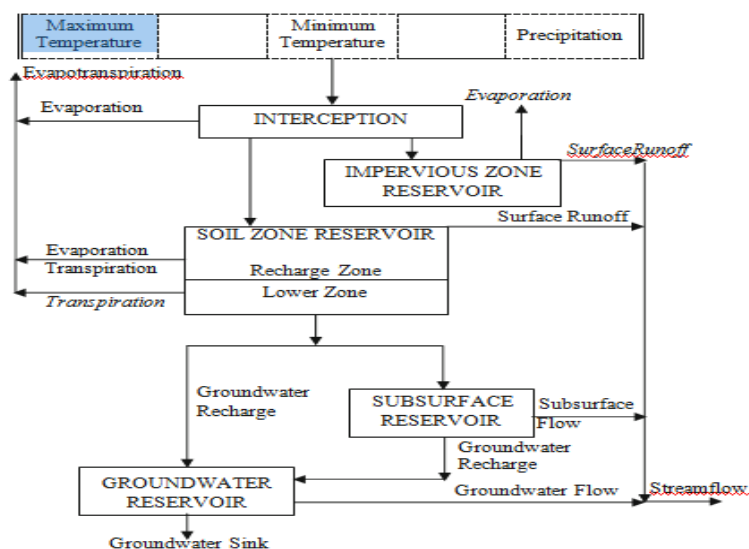 Maximum
Temperature
Minimum
Temperature
Precipitation
Evapotranspiration
Evaporation
Evaporation
INTERCEPTION
SurfaceRunoff
IMPERVIOUS ZONE
RESERVOIR
Surface Runoff
SOIL ZONE RESERVOIR
Evaporation
Transpiration
Recharge Zone
Transpiration
Lower Zone
Groundwater
Recharge
SUBSURFACE
RESERVOIR
Subsurface
Flow
Groundwater
Recharge
GROUNDWATER
RESERVOIR
Groundwater Flow
Streamflow
Groundwater Sink